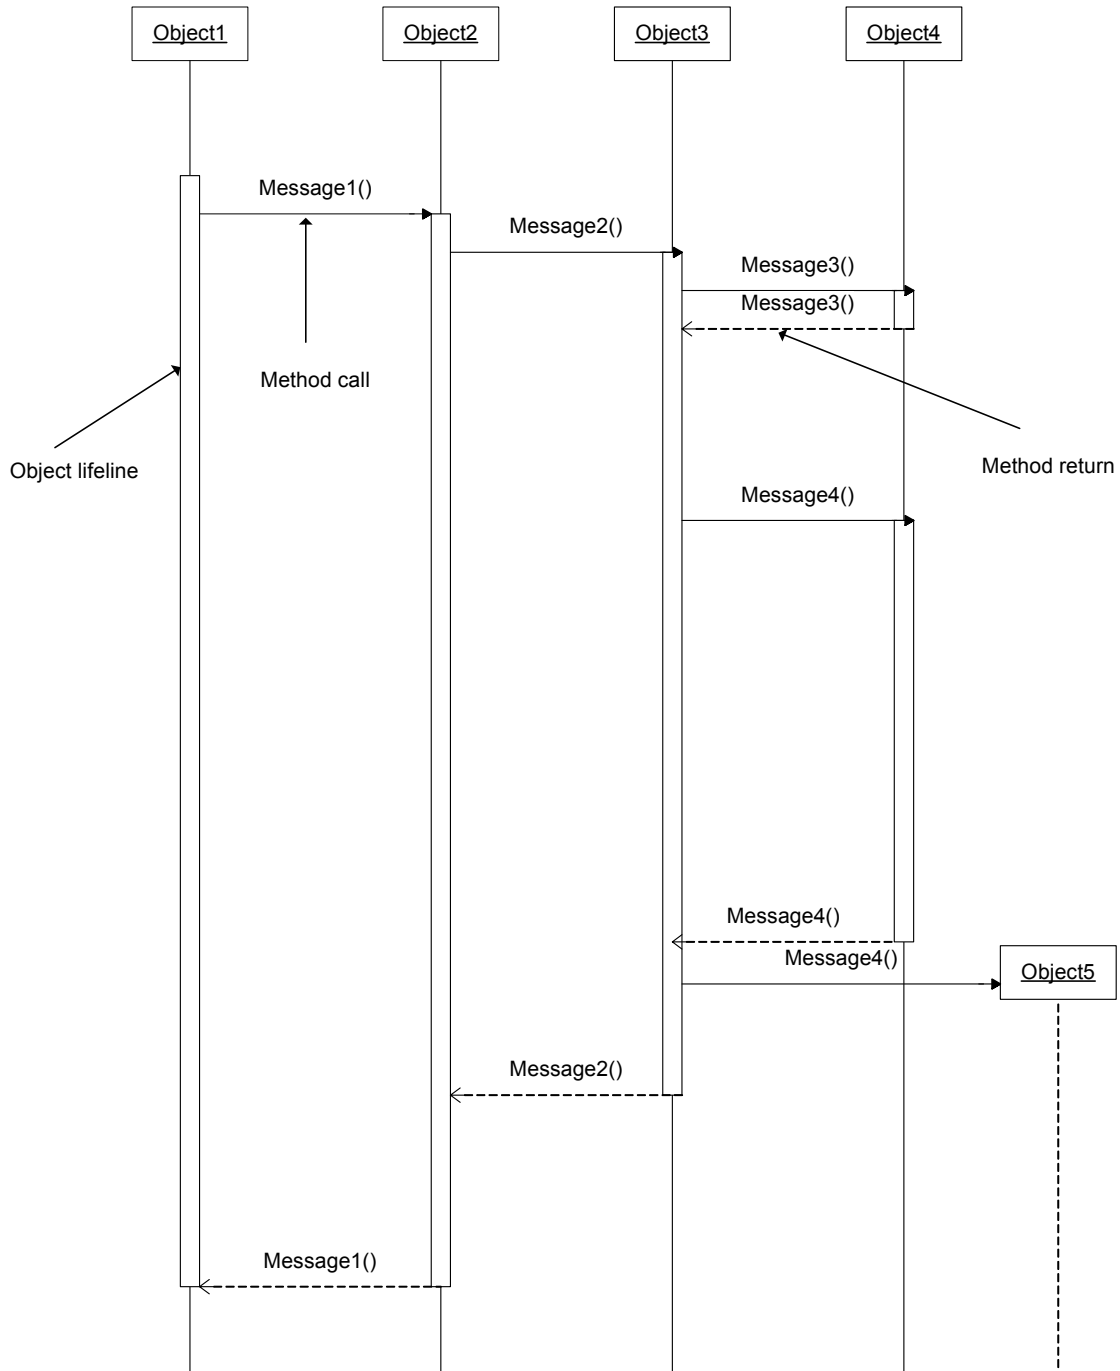 Object1
Object2
Object3
Object4
Message1()
Message2()
Message3()
Message3()
Method call
Object lifeline
Method return
Message4()
Message4()
Message4()
Object5
Message2()
Message1()